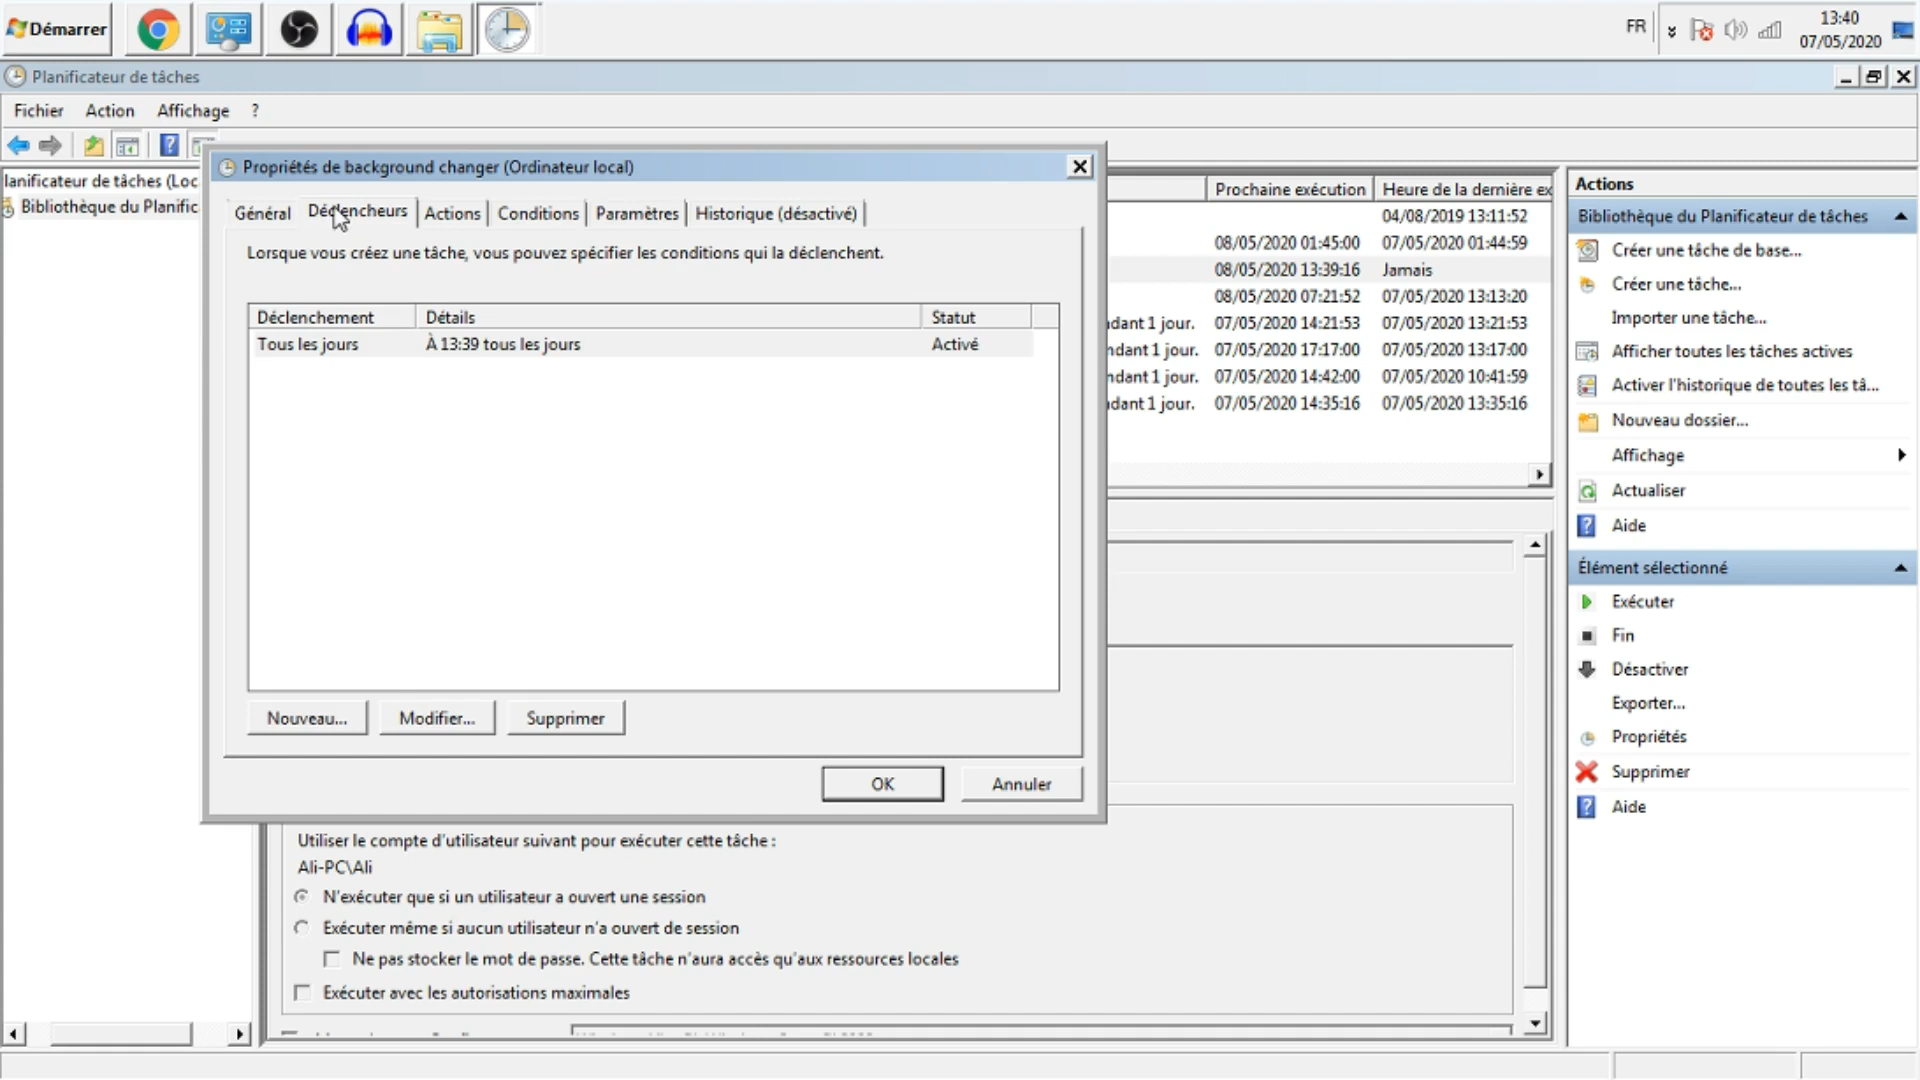 Démarrer
FR
13:40
07/05/2020
Planificateur de tâches
Fichier Action Affichage ?
lanificateur de tâches (Loc
Bibliothèque du Planific
Propriétés de background changer (Ordinateur local)
Général Déclencheurs Actions Conditions Paramètres Historique (désactivé)
Lorsque vous créez une tâche, vous pouvez spécifier les conditions qui la déclenchent.
Déclenchement Détails Statut
Tous les jours À 13:39 tous les jours Activé
Nouveau... Modifier... Supprimer
OK Annuler
Prochaine exécution Heure de la dernière ex
04/08/2019 13:11:52
08/05/2020 01:45:00 07/05/2020 01:44:59
08/05/2020 13:39:16 Jamais
08/05/2020 07:21:52 07/05/2020 13:13:20
dant 1 jour. 07/05/2020 14:21:53 07/05/2020 13:21:53
ndant 1 jour. 07/05/2020 17:17:00 07/05/2020 13:17:00
ndant 1 jour. 07/05/2020 14:42:00 07/05/2020 10:41:59
dant 1 jour. 07/05/2020 14:35:16 07/05/2020 13:35:16
Utiliser le compte d'utilisateur suivant pour exécuter cette tâche :
Ali-PC\Ali
N'exécuter que si un utilisateur a ouvert une session
Exécuter même si aucun utilisateur n'a ouvert de session
Ne pas stocker le mot de passe. Cette tâche n'aura accès qu'aux ressources locales
Exécuter avec les autorisations maximales
Actions
Bibliothèque du Planificateur de tâches
Créer une tâche de base...
Créer une tâche...
Importer une tâche...
Afficher toutes les tâches actives
Activer l'historique de toutes les tâ...
Nouveau dossier...
Affichage
Actualiser
Aide
Élément sélectionné
Exécuter
Fin
Désactiver
Exporter...
Propriétés
Supprimer
Aide